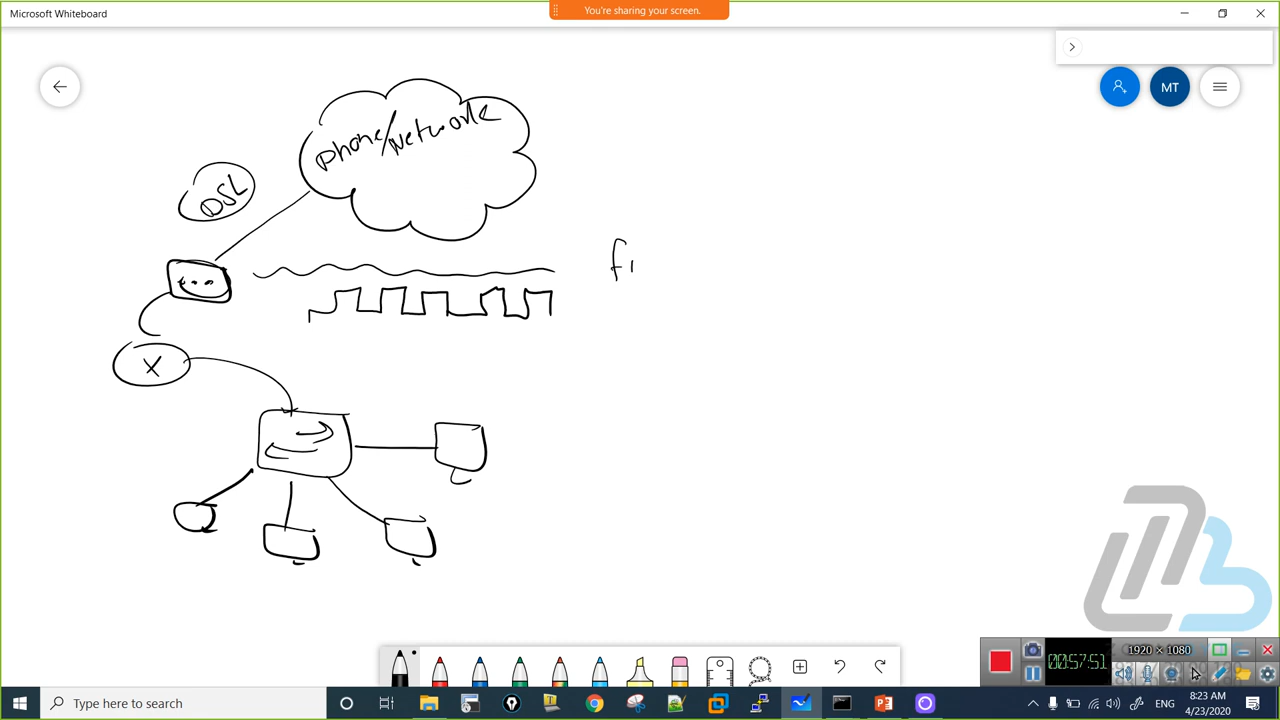 Microsoft Whiteboard
You're sharing your screen.
MT
phone/Network
DSL
X
00:57:51
1920 × 1080
Type here to search
ENG
8:23 AM
4/23/2020